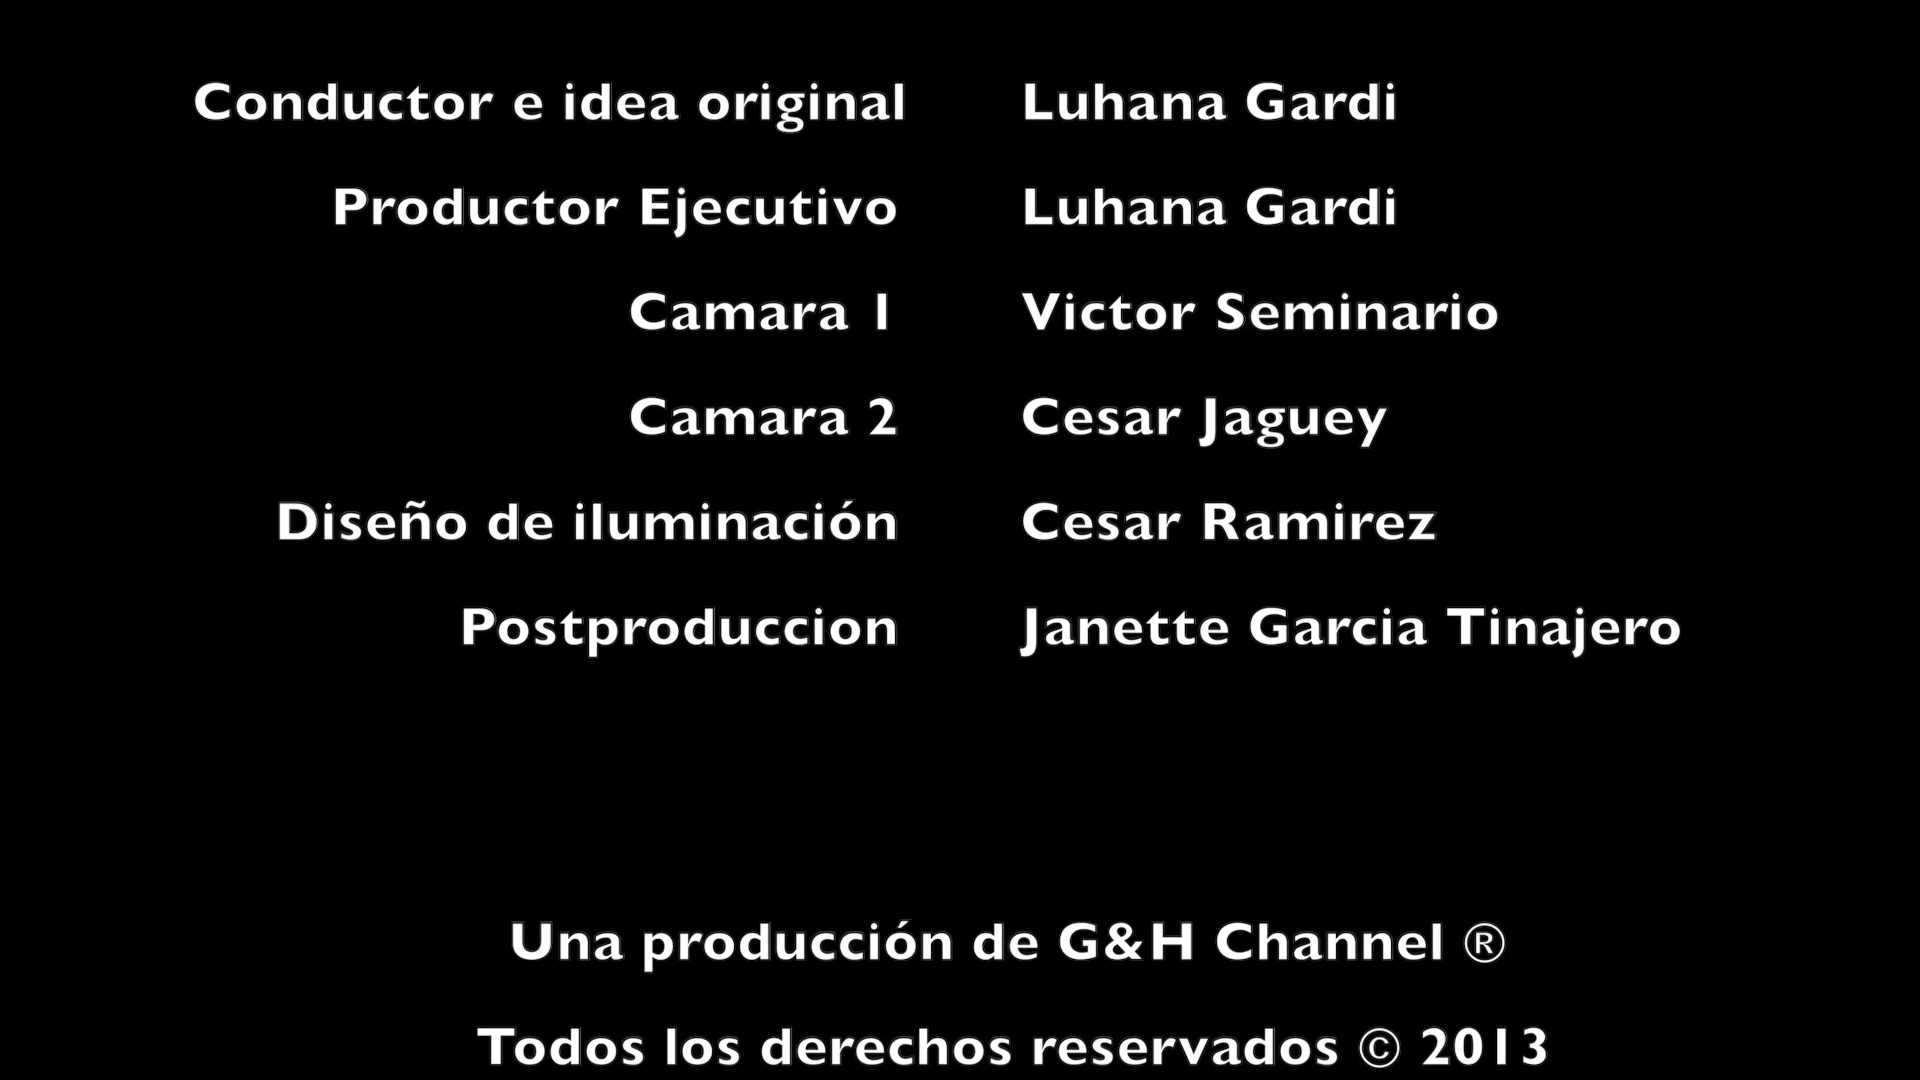 Conductor e idea original Luhana Gardi
Productor Ejecutivo Luhana Gardi
Camara 1 Victor Seminario
Camara 2 Cesar Jaguey
Diseño de iluminación Cesar Ramirez
Postproduccion Janette Garcia Tinajero
Una producción de G&H Channel ®
Todos los derechos reservados © 2013